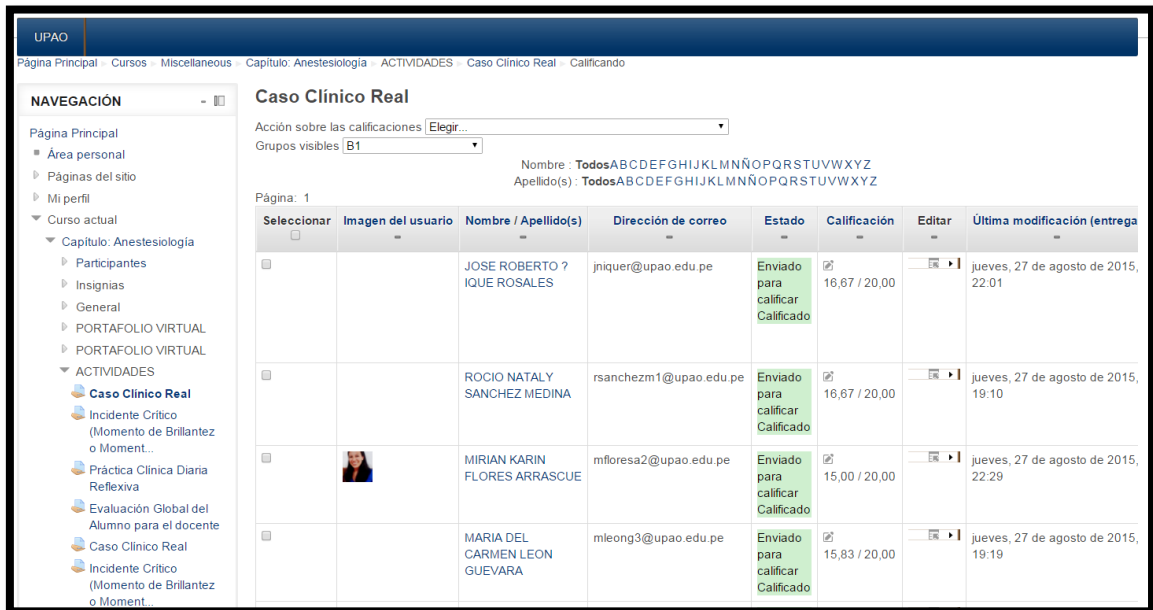 UPAO
Página Principal Cursos Miscellaneous Capítulo: Anestesiología ACTIVIDADES Caso Clínico Real Calificando
NAVEGACIÓN
Página Principal
Área personal
Páginas del sitio
Mi perfil
Curso actual
Capítulo: Anestesiología
Participantes
Insignias
General
PORTAFOLIO VIRTUAL
PORTAFOLIO VIRTUAL
ACTIVIDADES
Caso Clínico Real
Incidente Crítico
(Momento de Brillantez
o Moment...
Práctica Clínica Diaria
Reflexiva
Evaluación Global del
Alumno para el docente
Caso Clínico Real
Incidente Crítico
(Momento de Brillantez
o Moment...
Caso Clínico Real
Acción sobre las calificaciones Elegir...
Grupos visibles B1
Nombre : TodosABCDEFGHIJKLMNÑOPQRSTUVWXYZ
Apellido(s) : TodosABCDEFGHIJKLMNÑOPQRSTUVWXYZ
Página: 1
Seleccionar Imagen del usuario Nombre / Apellido(s) Dirección de correo Estado Calificación Editar Última modificación (entrega
JOSE ROBERTO ? jniquer@upao.edu.pe Enviado jueves, 27 de agosto de 2015,
IQUE ROSALES para 16,67 / 20,00 22:01
calificar
Calificado
ROCIO NATALY rsanchezm1@upao.edu.pe Enviado jueves, 27 de agosto de 2015,
SANCHEZ MEDINA para 16,67 / 20,00 19:10
calificar
Calificado
MIRIAN KARIN mfloresa2@upao.edu.pe Enviado jueves, 27 de agosto de 2015,
FLORES ARRASCUE para 15,00 / 20,00 22:29
calificar
Calificado
MARIA DEL mleong3@upao.edu.pe Enviado jueves, 27 de agosto de 2015,
CARMEN LEON para 15,83 / 20,00 19:19
GUEVARA calificar
Calificado